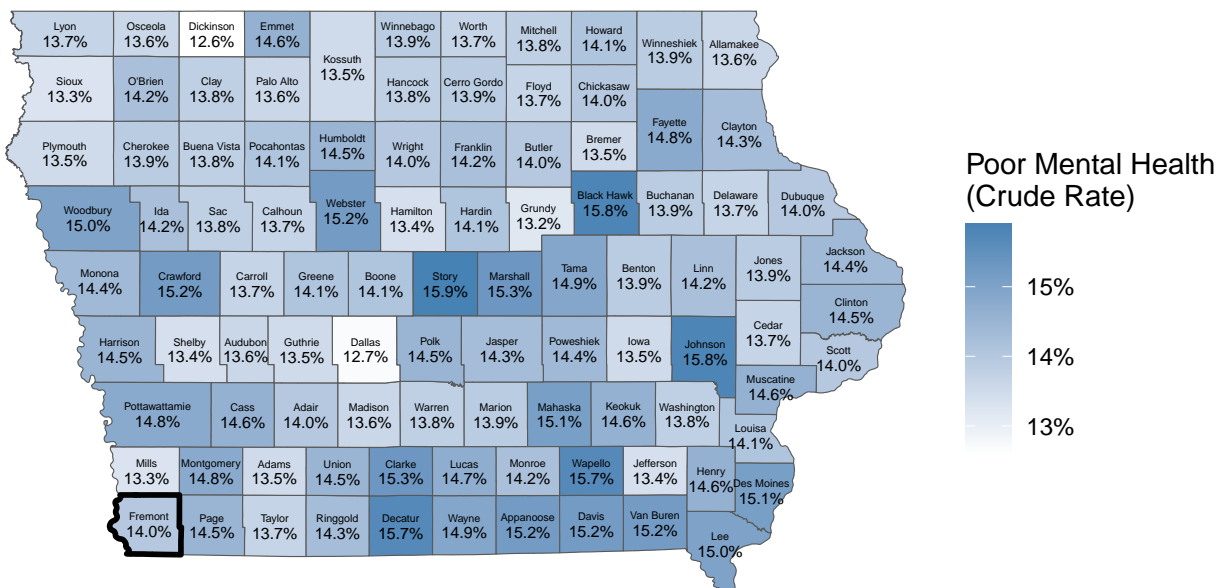 Lyon
13.7%
Osceola
13.6%
Dickinson
12.6%
Emmet
14.6%
Kossuth
13.5%
Winnebago
13.9%
Worth
13.7%
Mitchell
13.8%
Howard
14.1%
Winneshiek
13.9%
Allamakee
13.6%
Sioux
13.3%
O'Brien
14.2%
Clay
13.8%
Palo Alto
13.6%
Hancock
13.8%
Cerro Gordo
13.9%
Floyd
13.7%
Chickasaw
14.0%
Fayette
14.8%
Clayton
14.3%
Plymouth
13.5%
Cherokee
13.9%
Buena Vista
13.8%
Pocahontas
14.1%
Humboldt
14.5%
Wright
14.0%
Franklin
14.2%
Butler
14.0%
Bremer
13.5%
Woodbury
15.0%
Ida
14.2%
Sac
13.8%
Calhoun
13.7%
Webster
15.2%
Hamilton
13.4%
Hardin
14.1%
Grundy
13.2%
Black Hawk
15.8%
Buchanan
13.9%
Delaware
13.7%
Dubuque
14.0%
Monona
14.4%
Crawford
15.2%
Carroll
13.7%
Greene
14.1%
Boone
14.1%
Story
15.9%
Marshall
15.3%
Tama
14.9%
Benton
13.9%
Linn
14.2%
Jones
13.9%
Jackson
14.4%
Clinton
14.5%
Harrison
14.5%
Shelby
13.4%
Audubon
13.6%
Guthrie
13.5%
Dallas
12.7%
Polk
14.5%
Jasper
14.3%
Poweshiek
14.4%
Iowa
13.5%
Johnson
15.8%
Cedar
13.7%
Scott
14.0%
Muscatine
14.6%
Pottawattamie
14.8%
Cass
14.6%
Adair
14.0%
Madison
13.6%
Warren
13.8%
Marion
13.9%
Mahaska
15.1%
Keokuk
14.6%
Washington
13.8%
Louisa
14.1%
Mills
13.3%
Montgomery
14.8%
Adams
13.5%
Union
14.5%
Clarke
15.3%
Lucas
14.7%
Monroe
14.2%
Wapello
15.7%
Jefferson
13.4%
Henry
14.6%
Des Moines
15.1%
Fremont
14.0%
Page
14.5%
Taylor
13.7%
Ringgold
14.3%
Decatur
15.7%
Wayne
14.9%
Appanoose
15.2%
Davis
15.2%
Van Buren
15.2%
Lee
15.0%
Poor Mental Health
(Crude Rate)
15%
14%
13%